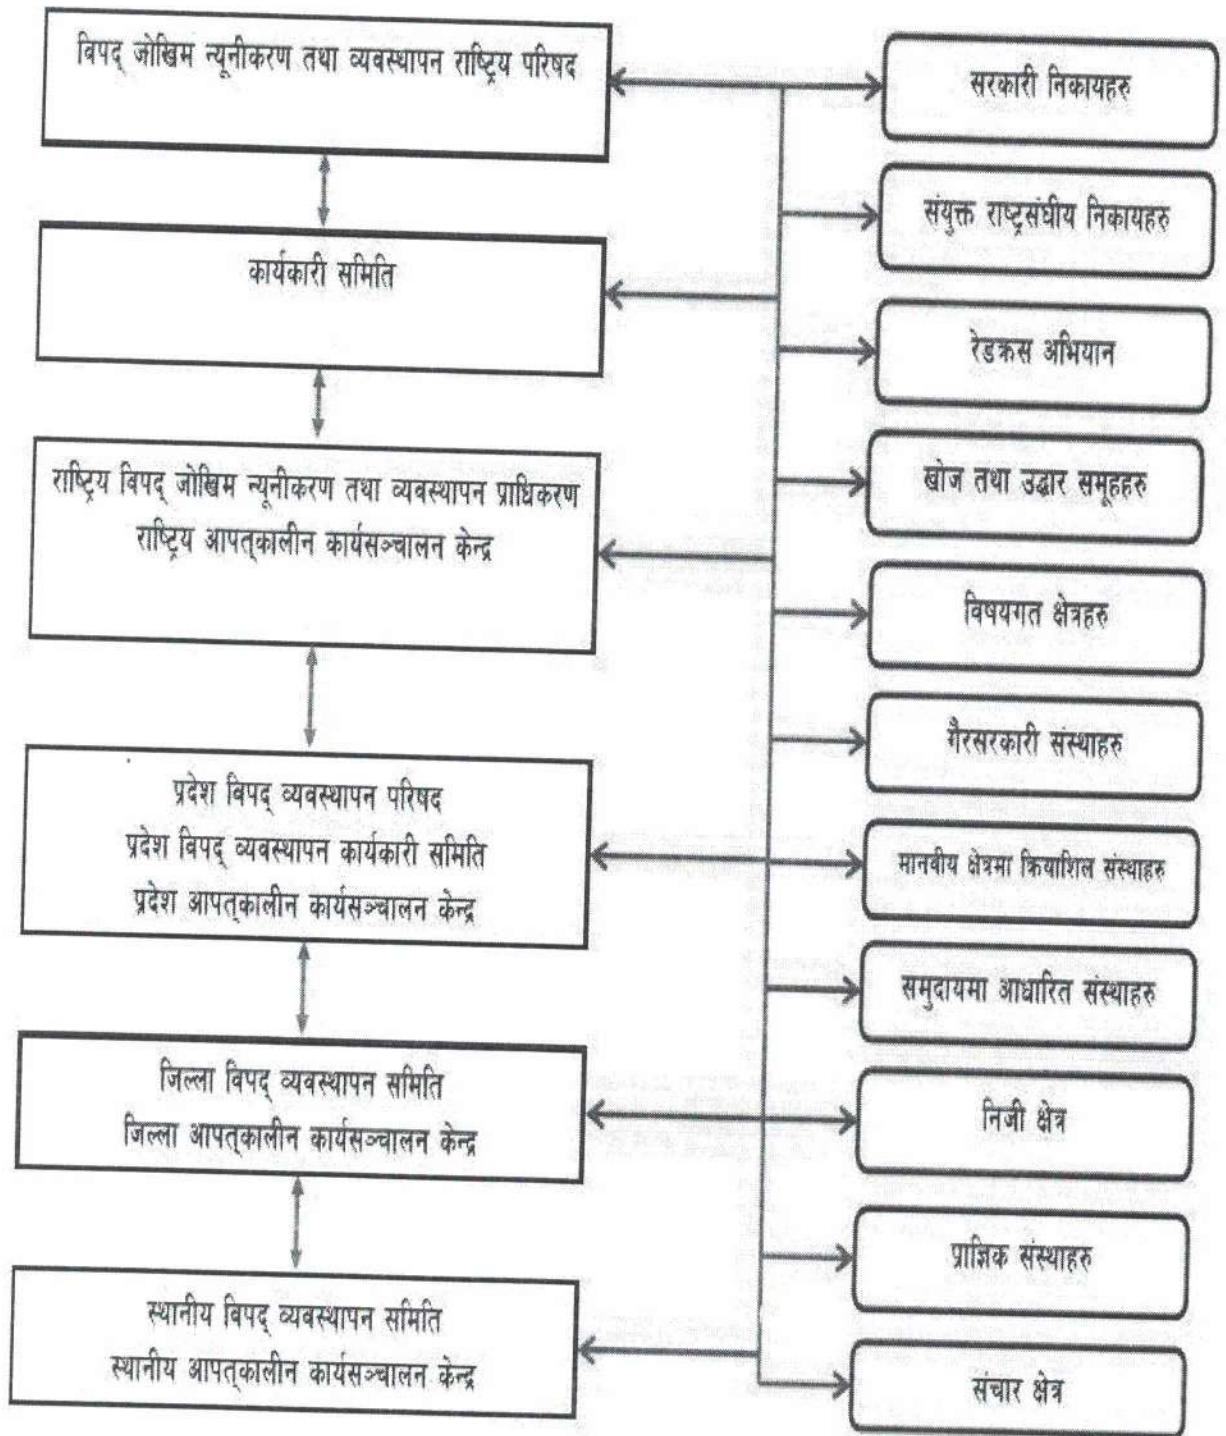 विपद् जोखिम न्यूनीकरण तथा व्यवस्थापन राष्ट्रिय परिषद
कार्यकारी समिति
राष्ट्रिय विपद् जोखिम न्यूनीकरण तथा व्यवस्थापन प्राधिकरण
राष्ट्रिय आपत्‌कालीन कार्यसञ्चालन केन्द्र
प्रदेश विपद् व्यवस्थापन परिषद
प्रदेश विपद् व्यवस्थापन कार्यकारी समिति
प्रदेश आपत्‌कालीन कार्यसञ्चालन केन्द्र
जिल्ला विपद् व्यवस्थापन समिति
जिल्ला आपत्‌कालीन कार्यसञ्चालन केन्द्र
स्थानीय विपद् व्यवस्थापन समिति
स्थानीय आपत्‌कालीन कार्यसञ्चालन केन्द्र
सरकारी निकायहरु
संयुक्त राष्ट्रसंघीय निकायहरु
रेडक्रस अभियान
खोज तथा उद्धार समूहहरु
विषयगत क्षेत्रहरु
गैरसरकारी संस्थाहरु
मानवीय क्षेत्रमा क्रियाशिल संस्थाहरु
समुदायमा आधारित संस्थाहरु
निजी क्षेत्र
प्राज्ञिक संस्थाहरु
संचार क्षेत्र